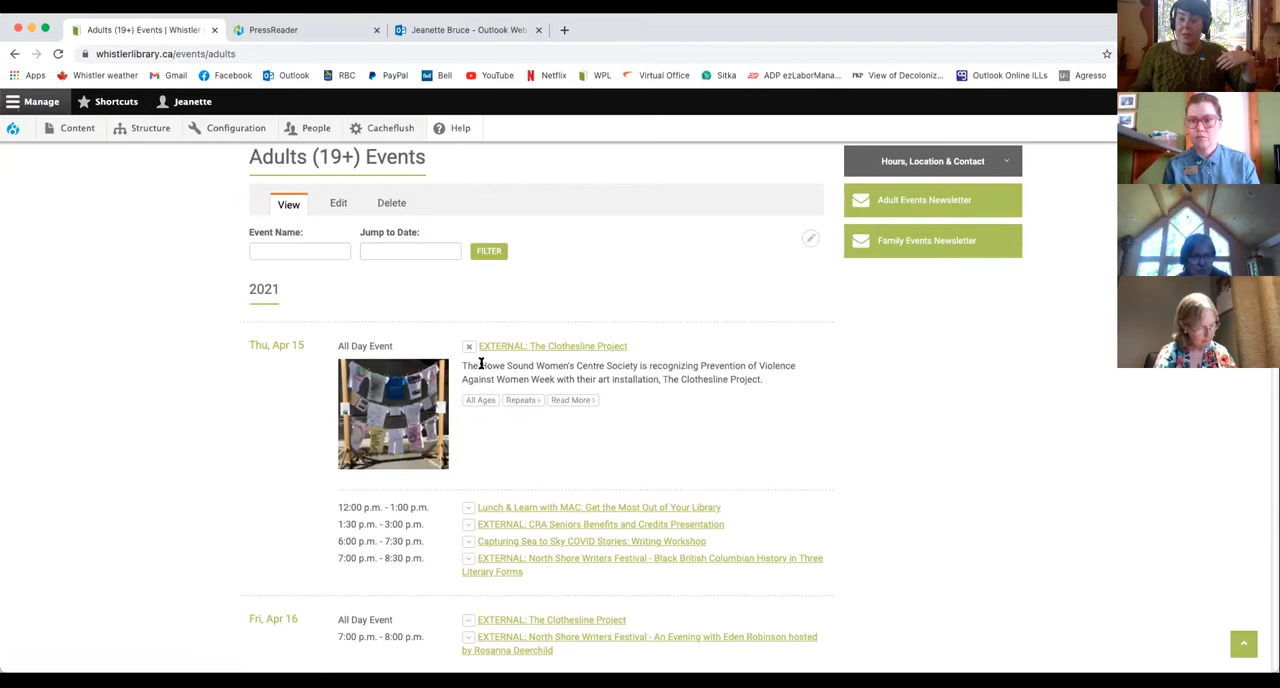 Adults (19+) Events | Whistler
PressReader
Jeanette Bruce - Outlook Web
whistlerlibrary.ca/events/adults
Apps Whistler weather Gmail Facebook Outlook RBC PayPal Bell YouTube Netflix WPL Virtual Office Sitka ADP ezLaborMana... View of Decoloniz... Outlook Online ILLs Agresso
Manage Shortcuts Jeanette
Content Structure Configuration People Cacheflush Help
Adults (19+) Events
View Edit Delete
Event Name: Jump to Date:
FILTER
Hours, Location & Contact
Adult Events Newsletter
Family Events Newsletter
2021
Thu, Apr 15 All Day Event EXTERNAL: The Clothesline Project
The Howe Sound Women's Centre Society is recognizing Prevention of Violence
Against Women Week with their art installation, The Clothesline Project.
All Ages Repeats › Read More ›
12:00 p.m. - 1:00 p.m. Lunch & Learn with MAC: Get the Most Out of Your Library
1:30 p.m. - 3:00 p.m. EXTERNAL: CRA Seniors Benefits and Credits Presentation
6:00 p.m. - 7:30 p.m. Capturing Sea to Sky COVID Stories: Writing Workshop
7:00 p.m. - 8:30 p.m. EXTERNAL: North Shore Writers Festival - Black British Columbian History in Three
Literary Forms
Fri, Apr 16 All Day Event EXTERNAL: The Clothesline Project
7:00 p.m. - 8:00 p.m. EXTERNAL: North Shore Writers Festival - An Evening with Eden Robinson hosted
by Rosanna Deerchild